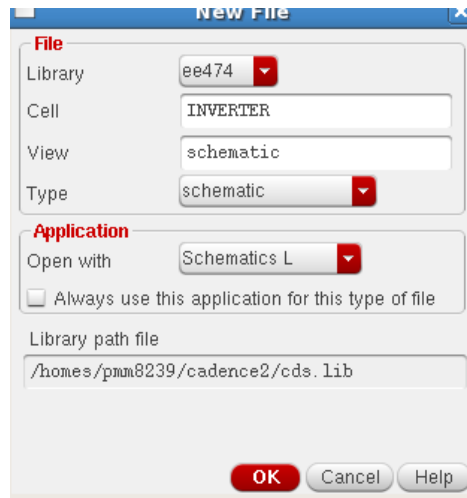 New File
File
Library ee474
Cell INVERTER
View schematic
Type schematic
Application
Open with Schematics L
Always use this application for this type of file
Library path file
/homes/pmm8239/cadence2/cds.lib
OK Cancel Help